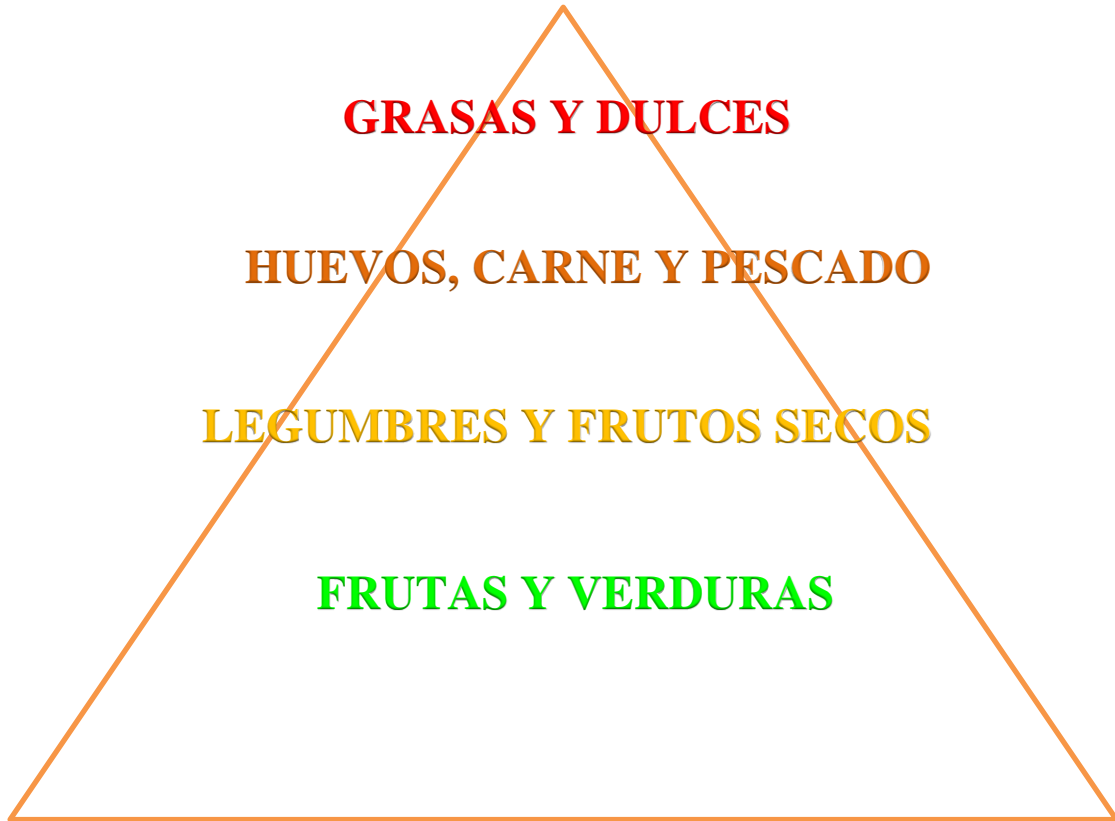 GRASAS Y DULCES
HUEVOS, CARNE Y PESCADO
LEGUMBRES Y FRUTOS SECOS
FRUTAS Y VERDURAS